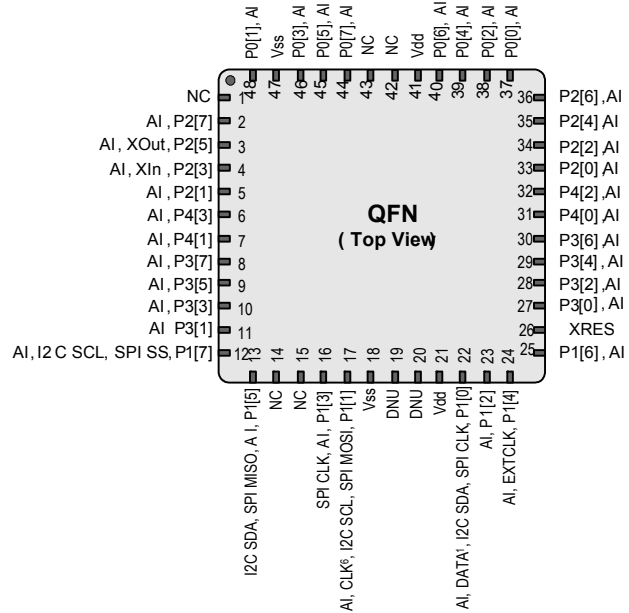 P0[1], AI
Vss
P0[3], AI
P0[5], AI
P0[7], AI
NC
NC
Vdd
P0[6], AI
P0[4], AI
P0[2], AI
P0[0], AI
48
47
46
45
44
43
42
41
40
39
38
37
NC 1
AI , P2[7] 2
AI, XOut , P2[5] 3
AI, XIn , P2[3] 4
AI , P2[1] 5
AI , P4[3] 6
AI , P4[1] 7
AI , P3[7] 8
AI , P3[5] 9
AI , P3[3] 10
AI P3[1] 11
AI, I2 C SCL, SPI SS, P1[7] 12
QFN
( Top View)
36 P2[6] ,AI
35 P2[4] ,AI
34 P2[2] ,AI
33 P2[0] ,AI
32 P4[2] ,AI
31 P4[0] ,AI
30 P3[6] ,AI
29 P3[4] , AI
28 P3[2] , AI
27 P3[0] , AI
26 XRES
25 P1[6] , AI
13
14
15
16
17
18
19
20
21
22
23
24
I2C SDA, SPI MISO, A I, P1[5]
NC
NC
SPI CLK, AI, P1[3]
AI, CLK⁶, I2C SCL, SPI MOSI, P1[1]
Vss
DNU
DNU
Vdd
AI, DATA¹, I2C SDA, SPI CLK, P1[0]
AI, P1[2]
AI, EXTCLK, P1[4]